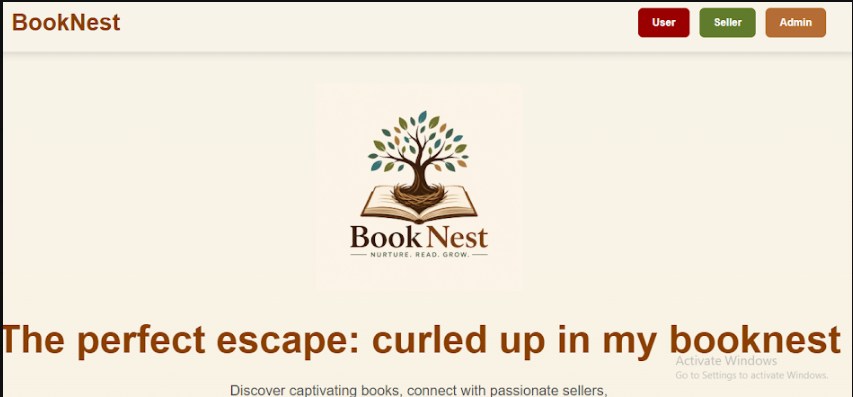 BookNest
User Seller Admin
Book Nest
NURTURE. READ. GROW.
The perfect escape: curled up in my booknest
Activate Windows
Go to Settings to activate Windows.
Discover captivating books, connect with passionate sellers,